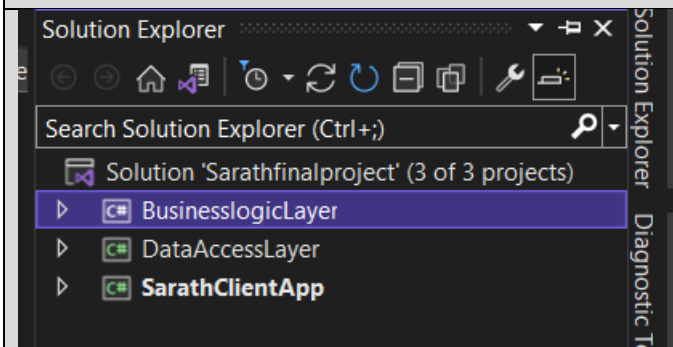 Solution Explorer
Search Solution Explorer (Ctrl+;)
Solution 'Sarathfinalproject' (3 of 3 projects)
C# BusinesslogicLayer
C# DataAccessLayer
C# SarathClientApp
e
Solution Explorer
Diagnostic